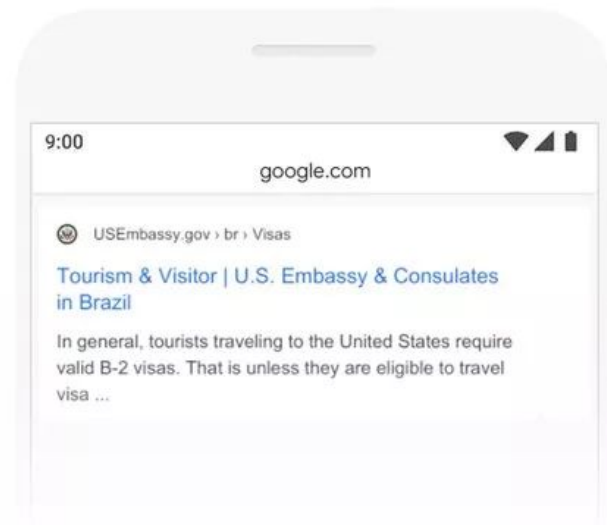 9:00
google.com
USEmbassy.gov › br › Visas
Tourism & Visitor | U.S. Embassy & Consulates
in Brazil
In general, tourists traveling to the United States require
valid B-2 visas. That is unless they are eligible to travel
visa ...